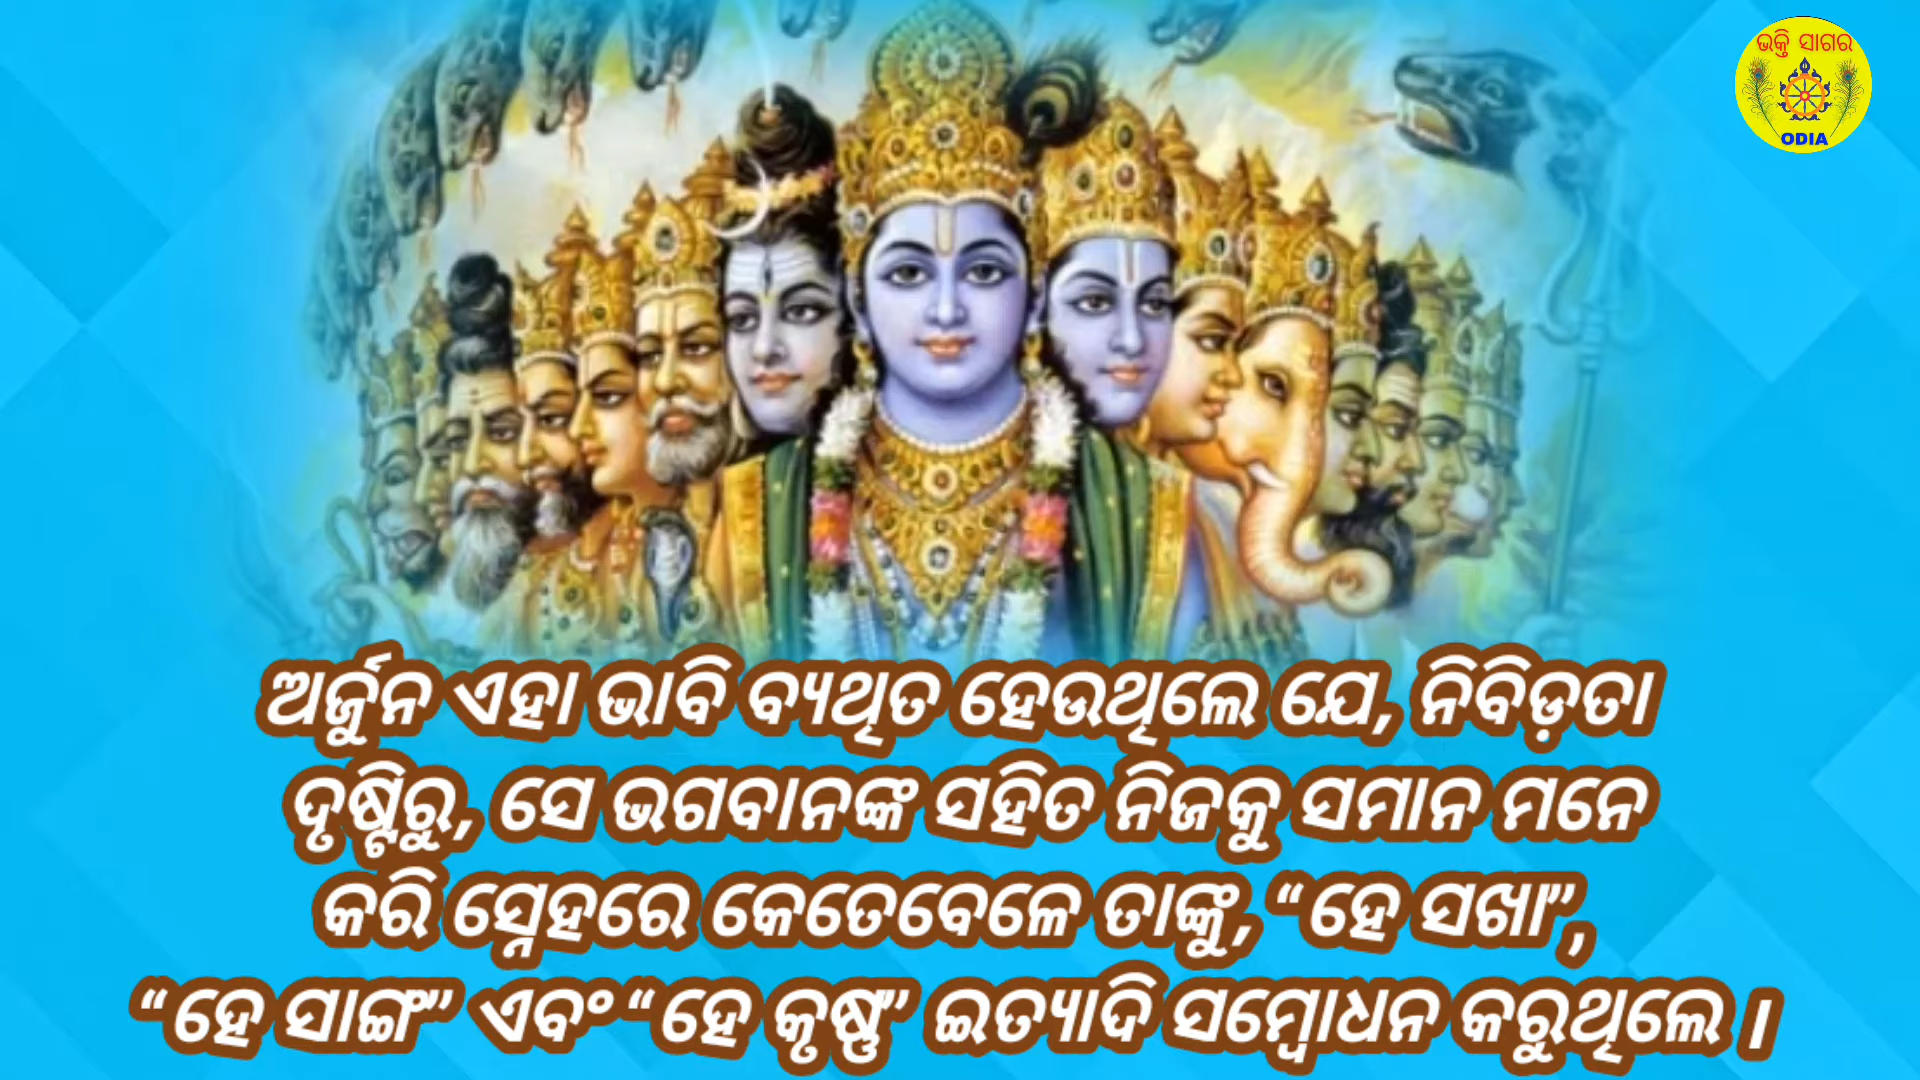 ଭକ୍ତି ସାଗର
ODIA
ଅର୍ଜୁନ ଏହା ଭାବି ବ୍ୟଥିତ ହେଉଥିଲେ ଯେ, ନିବିଡ଼ତା
ଦୃଷ୍ଟିରୁ, ସେ ଭଗବାନଙ୍କ ସହିତ ନିଜକୁ ସମାନ ମନେ
କରି ସ୍ନେହରେ କେତେବେଳେ ତାଙ୍କୁ, “ହେ ସଖା”,
“ହେ ସାଙ୍ଗ” ଏବଂ “ହେ କୃଷ୍ଣ” ଇତ୍ୟାଦି ସମ୍ବୋଧନ କରୁଥିଲେ ।